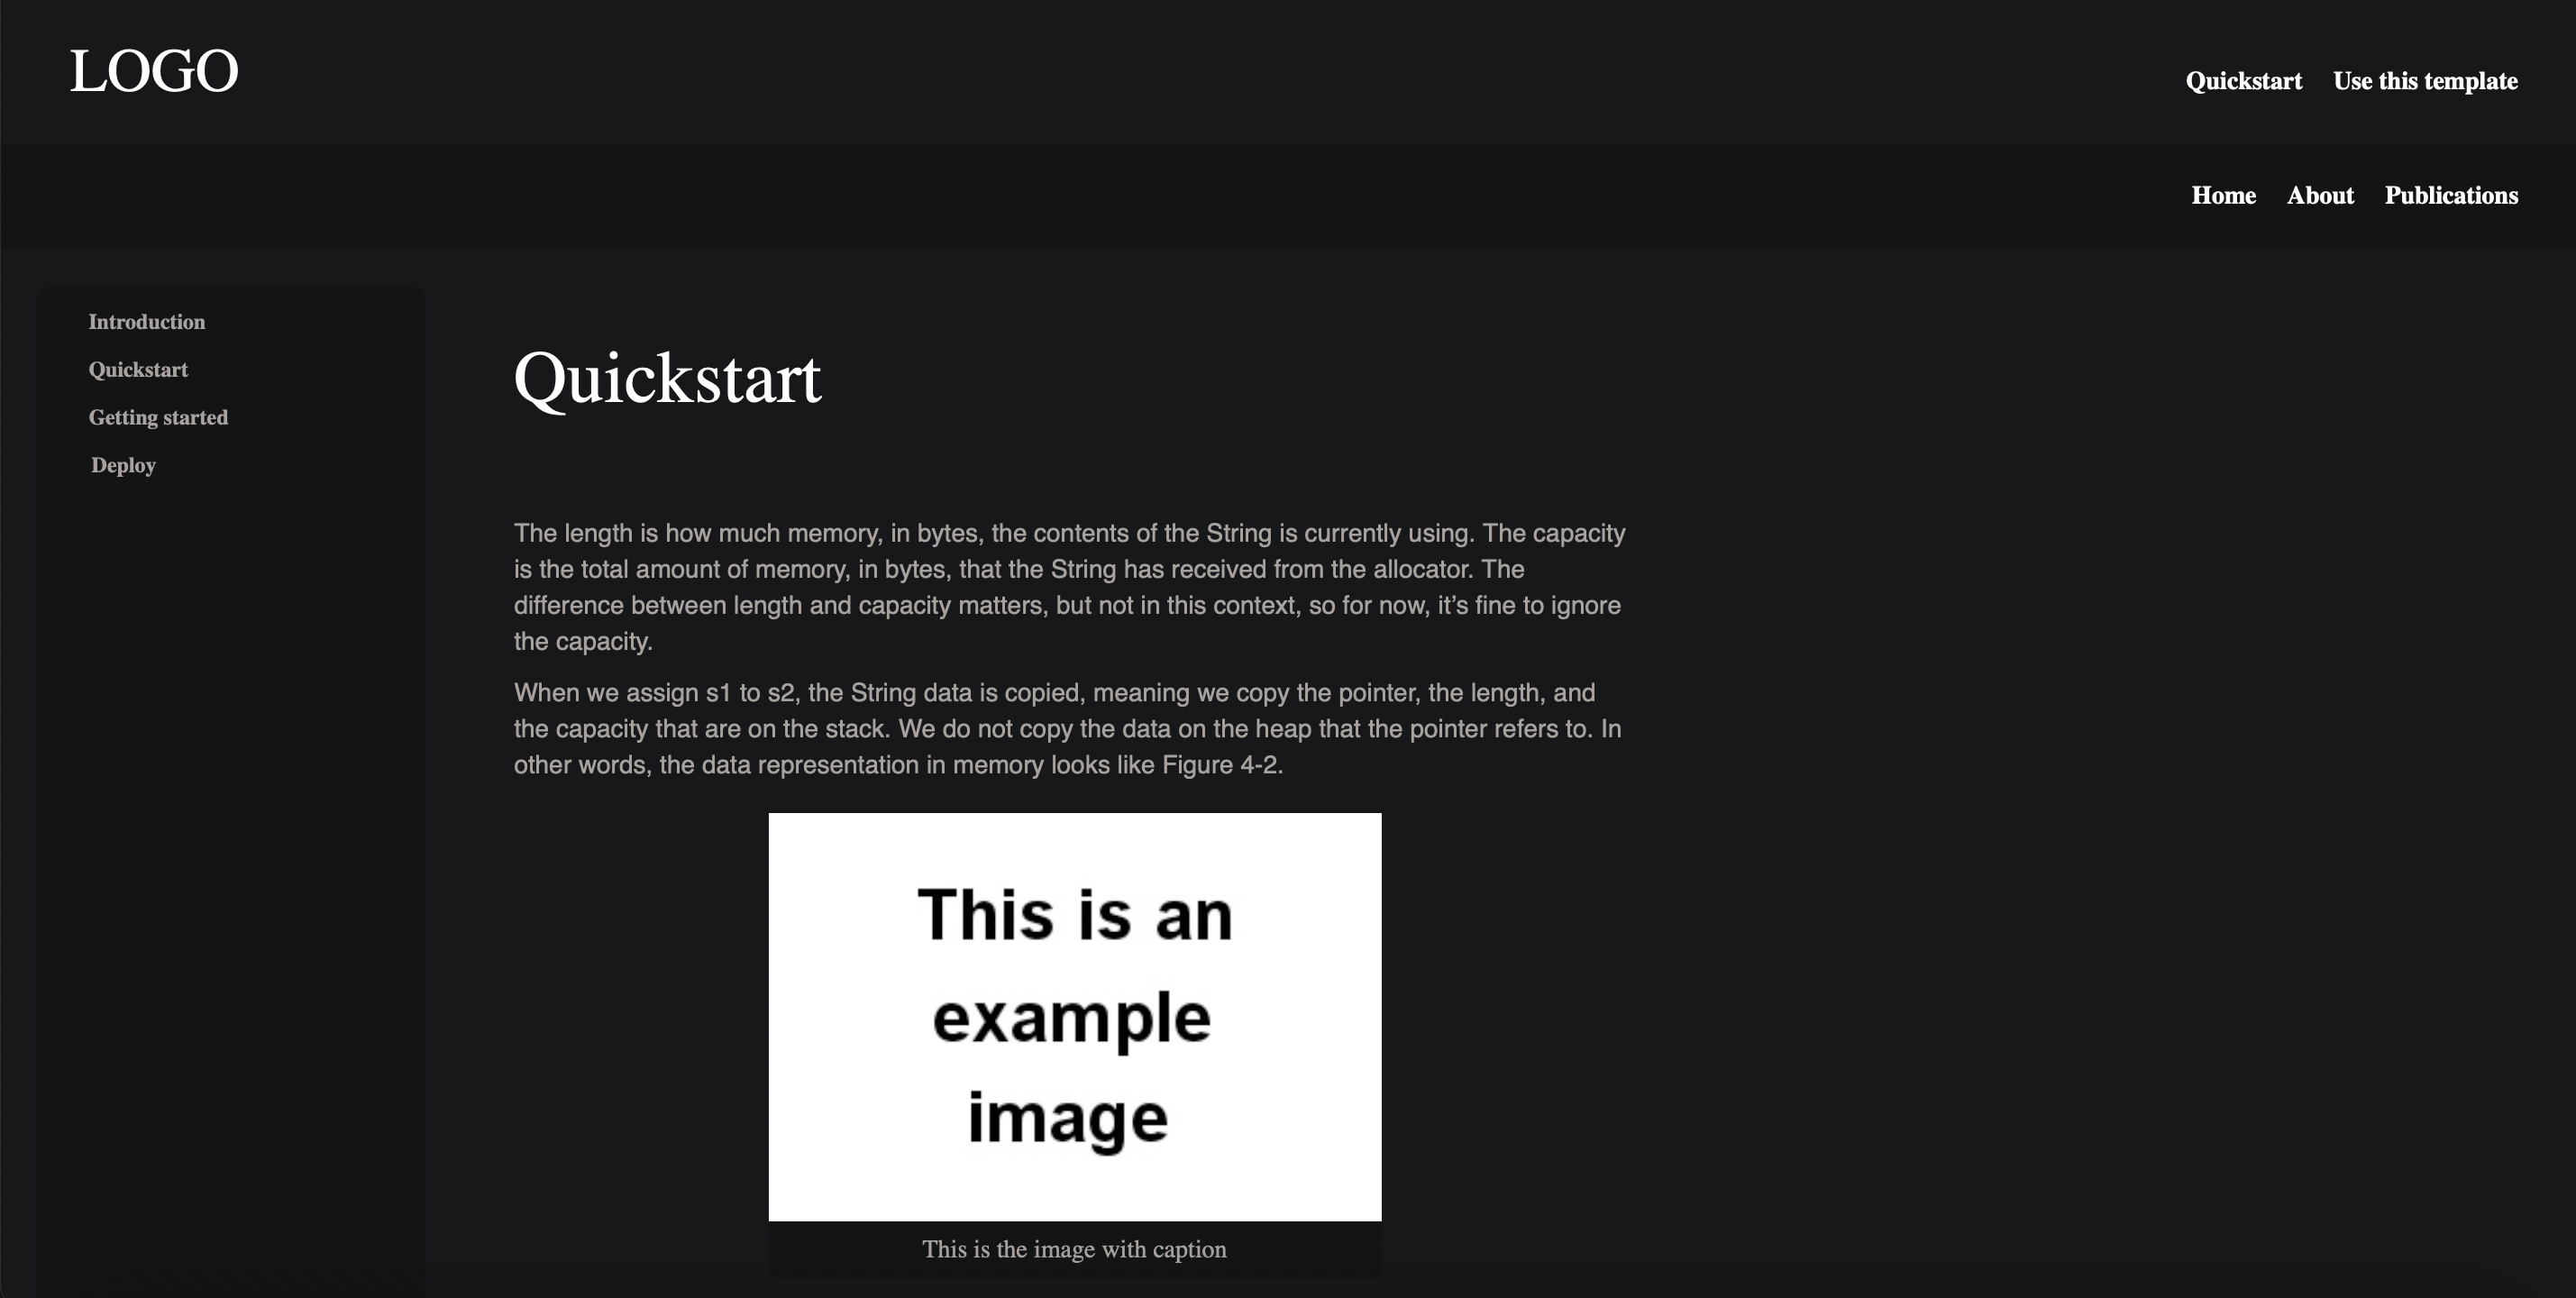 LOGO
Quickstart Use this template
Home About Publications
Introduction
Quickstart
Getting started
Deploy
Quickstart
The length is how much memory, in bytes, the contents of the String is currently using. The capacity
is the total amount of memory, in bytes, that the String has received from the allocator. The
difference between length and capacity matters, but not in this context, so for now, it’s fine to ignore
the capacity.
When we assign s1 to s2, the String data is copied, meaning we copy the pointer, the length, and
the capacity that are on the stack. We do not copy the data on the heap that the pointer refers to. In
other words, the data representation in memory looks like Figure 4-2.
This is an
example
image
This is the image with caption